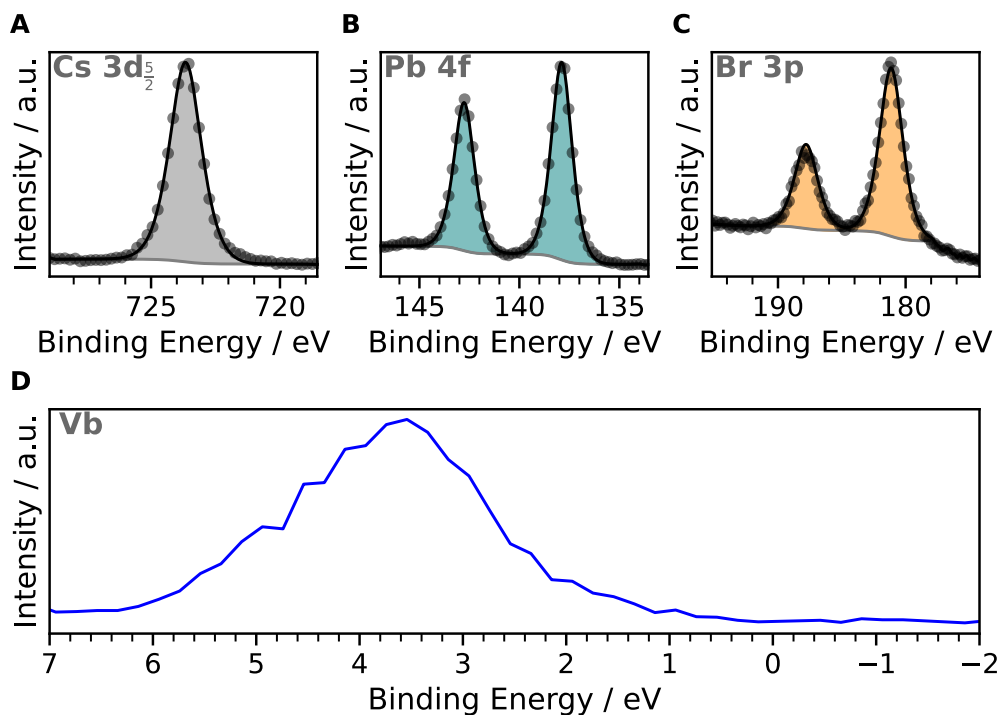 A
B
C
Cs 3d 5/2
Pb 4f
Br 3p
Intensity / a.u.
Intensity / a.u.
Intensity / a.u.
725 720
145 140 135
190 180
Binding Energy / eV
Binding Energy / eV
Binding Energy / eV
D
Vb
Intensity / a.u.
7 6 5 4 3 2 1 0 −1 −2
Binding Energy / eV